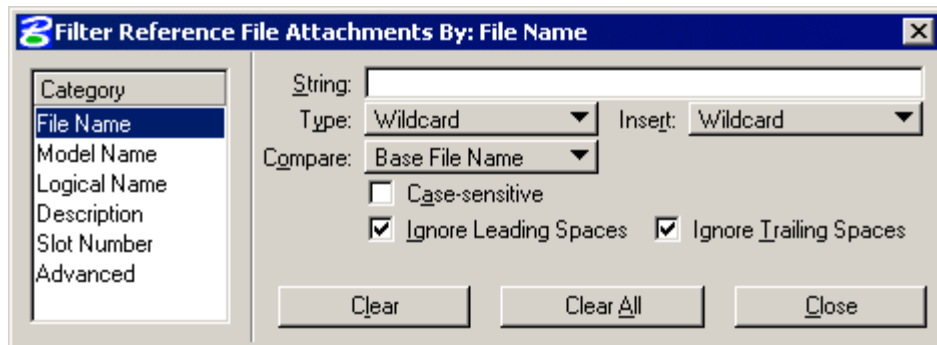 Filter Reference File Attachments By: File Name
Category
File Name
Model Name
Logical Name
Description
Slot Number
Advanced
String:
Type: Wildcard Insert: Wildcard
Compare: Base File Name
Case-sensitive
Ignore Leading Spaces Ignore Trailing Spaces
Clear Clear All Close